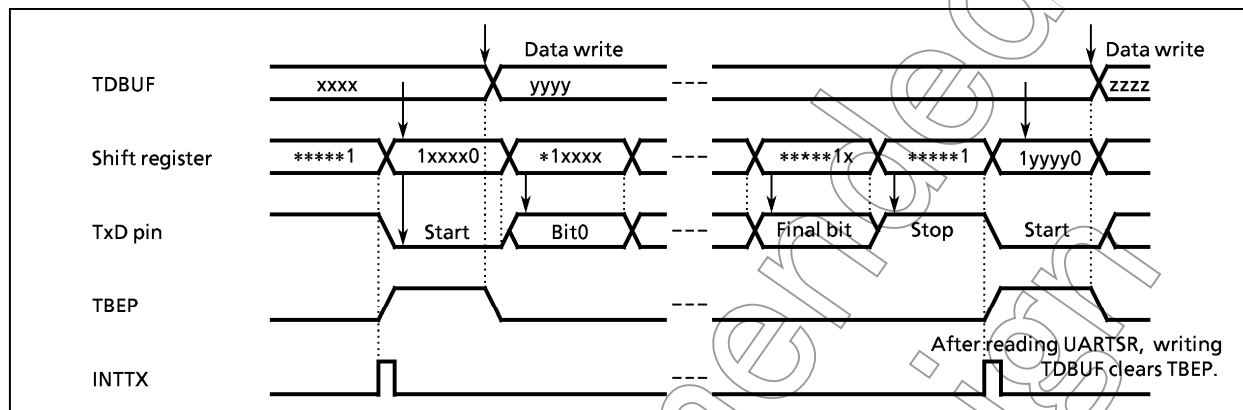 Data write
Data write
TDBUF
xxxx
yyyy
zzzz
Shift register
*****1
1xxxx0
*1xxxx
*****1x
*****1
1yyyy0
TxD pin
Start
Bit0
Final bit
Stop
Start
TBEP
After reading UARTSR, writing
TDBUF clears TBEP.
INTTX